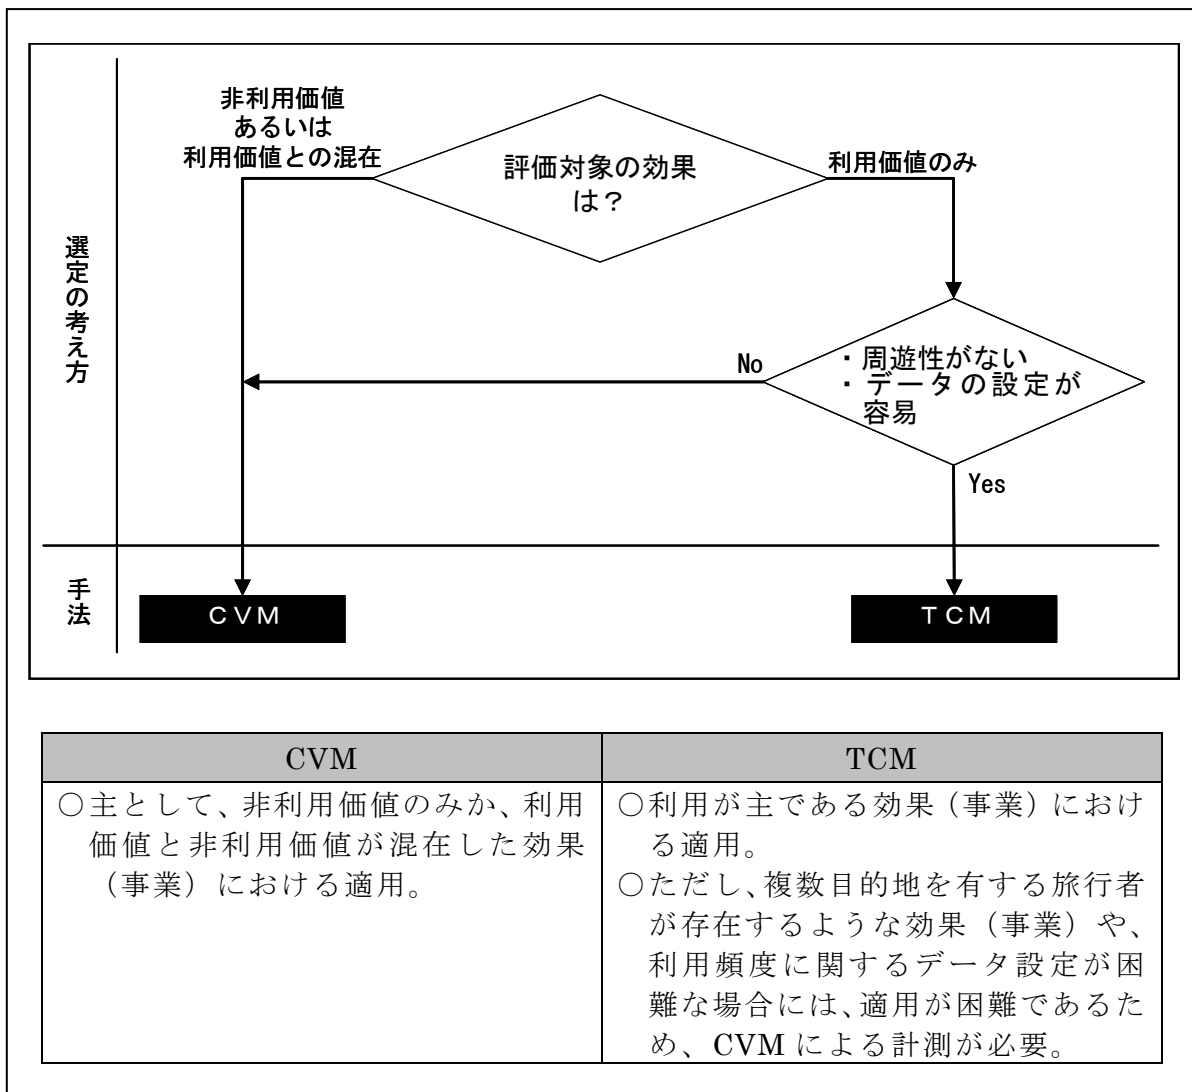 非利用価値
あるいは
利用価値との混在
評価対象の効果
は？
利用価値のみ
選定の考え方
・周遊性がない
・データの設定が
容易
No
Yes
手法
ＣＶＭ
ＴＣＭ
CVM
○主として、非利用価値のみか、利用
価値と非利用価値が混在した効果
（事業）における適用。
TCM
○利用が主である効果（事業）におけ
る適用。
○ただし、複数目的地を有する旅行者
が存在するような効果（事業）や、
利用頻度に関するデータ設定が困
難な場合には、適用が困難であるた
め、CVM による計測が必要。